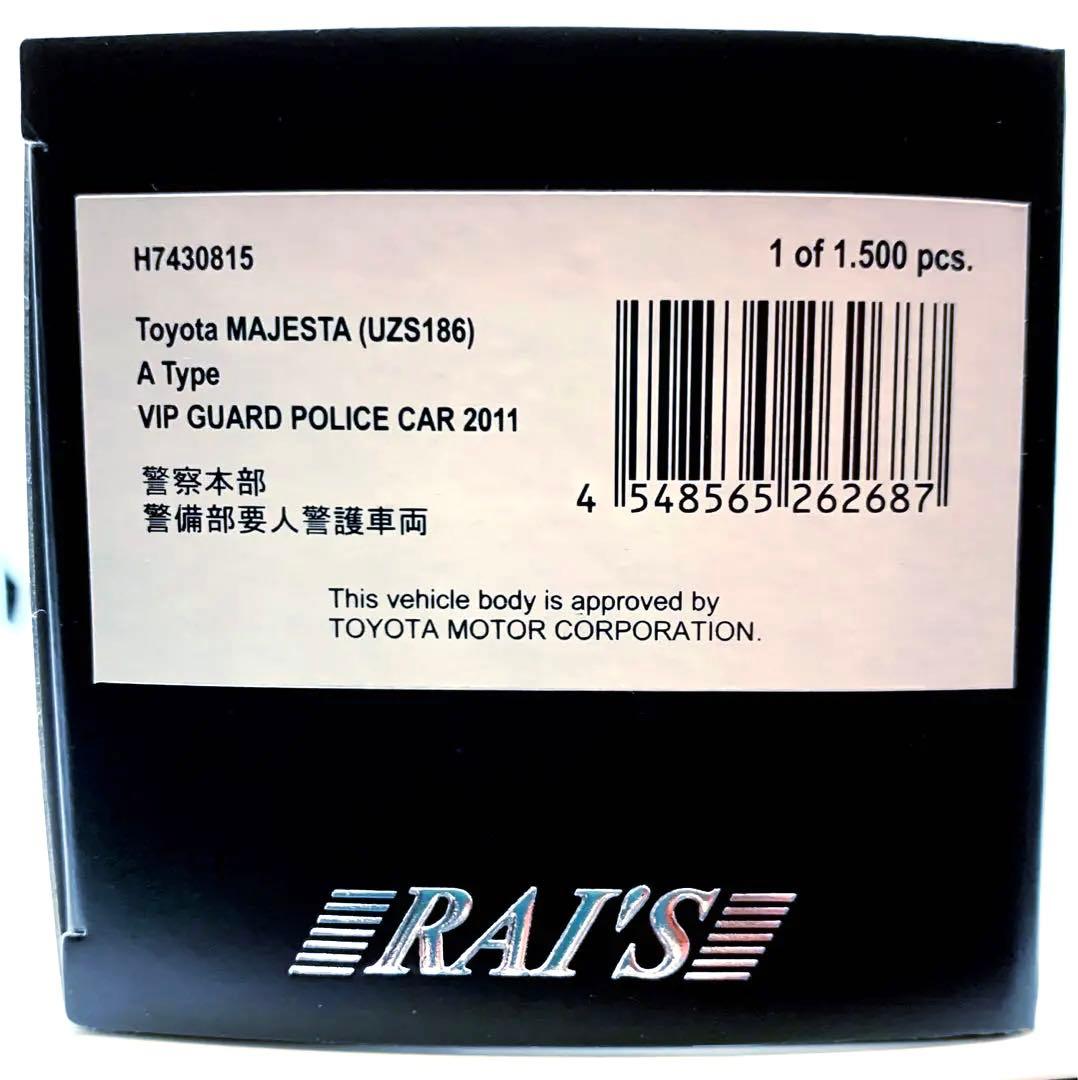 H7430815
1 of 1.500 pcs.
Toyota MAJESTA (UZS186)
A Type
VIP GUARD POLICE CAR 2011
警察本部
警備部要人警護車両
4 548565 262687
This vehicle body is approved by
TOYOTA MOTOR CORPORATION.
RAI'S